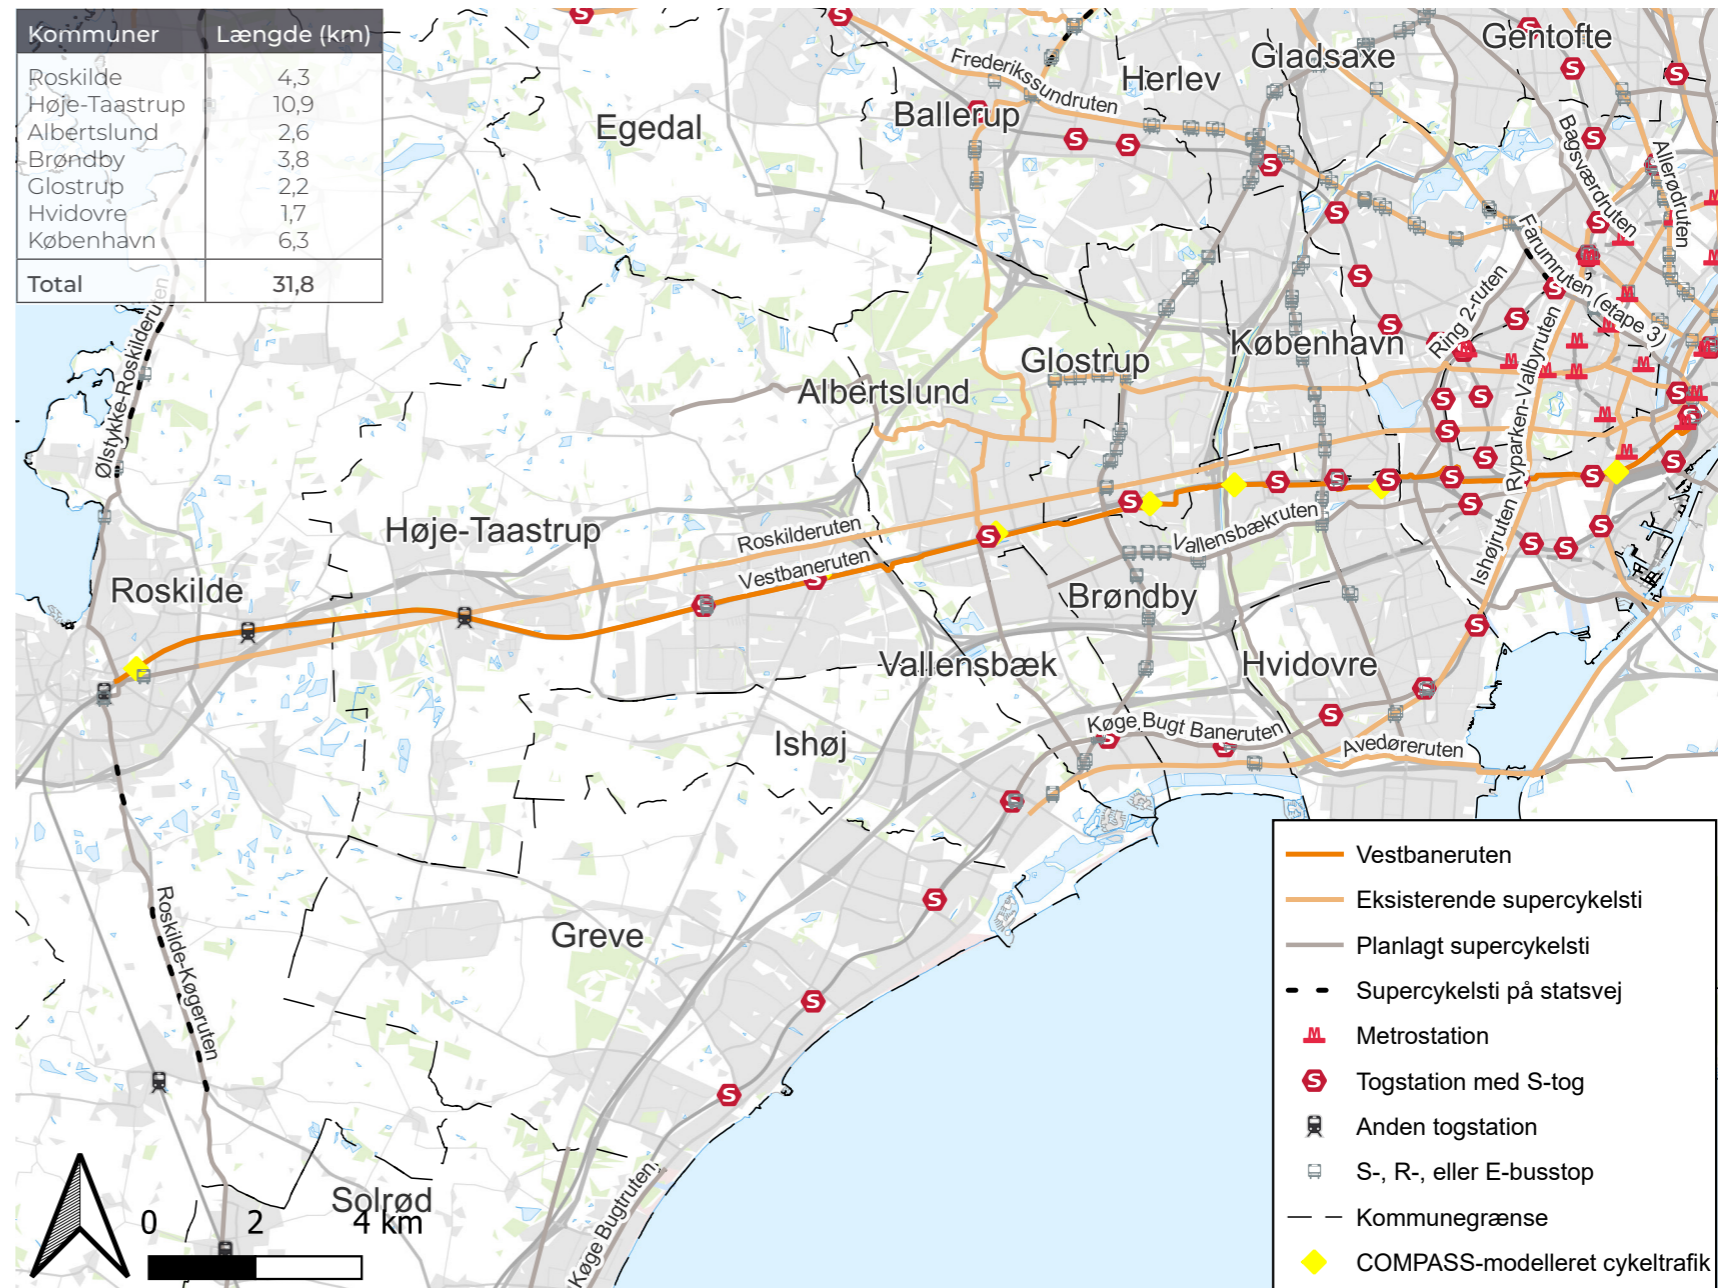 Kommuner Længde (km)
Roskilde 4,3
Høje-Taastrup 10,9
Albertslund 2,6
Brøndby 3,8
Glostrup 2,2
Hvidovre 1,7
København 6,3
Total 31,8
Gentofte
Gladsaxe
Herlev
Frederikssundruten
Ballerup
Egedal
Bagsværdruten
Allerødruten
Farumruten (etape 3)
Ring 2-ruten
Ølstykke-Roskilderuten
København
Glostrup
Albertslund
Ishøjruten Ryparken-Valbyruten
Høje-Taastrup
Roskilderuten
Vestbaneruten
Vallensbækruten
Roskilde
Brøndby
Vallensbæk
Hvidovre
Køge Bugt Baneruten
Avedøreruten
Ishøj
Greve
Roskilde-Køgeruten
Solrød
Køge Bugtruten
0 2 4 km
Vestbaneruten
Eksisterende supercykelsti
Planlagt supercykelsti
Supercykelsti på statsvej
M Metrostation
S Togstation med S-tog
Anden togstation
S-, R-, eller E-busstop
Kommunegrænse
COMPASS-modelleret cykeltrafik